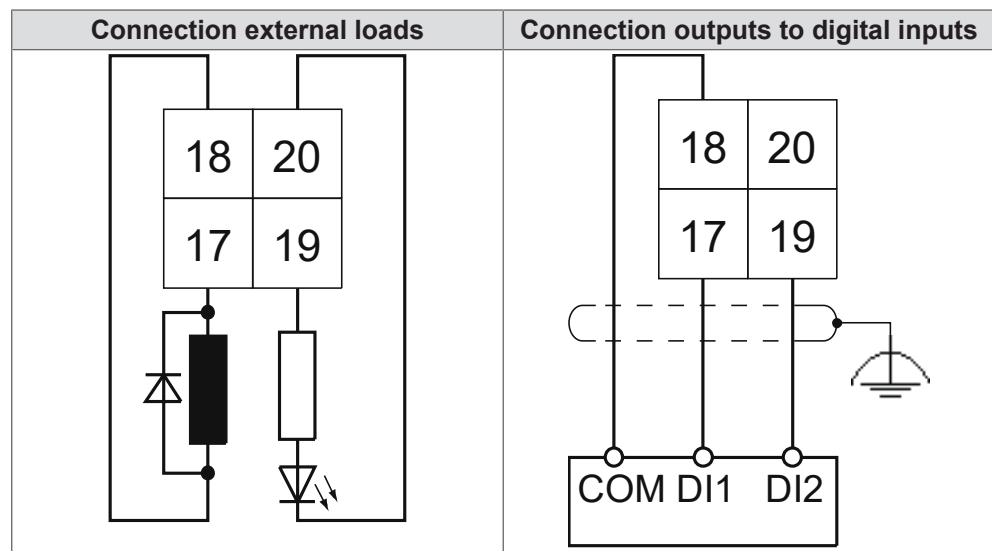 Connection external loads
Connection outputs to digital inputs
18 20
17 19
18 20
17 19
COM DI1 DI2